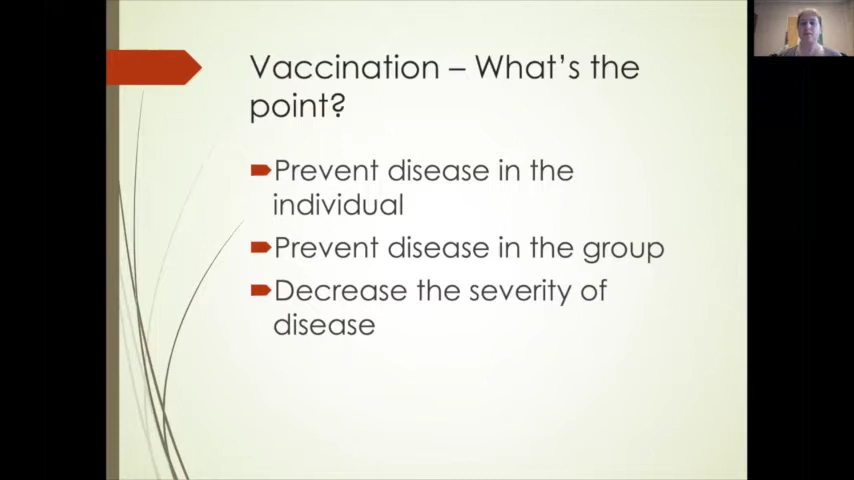 Vaccination – What's the
point?
Prevent disease in the
individual
Prevent disease in the group
Decrease the severity of
disease